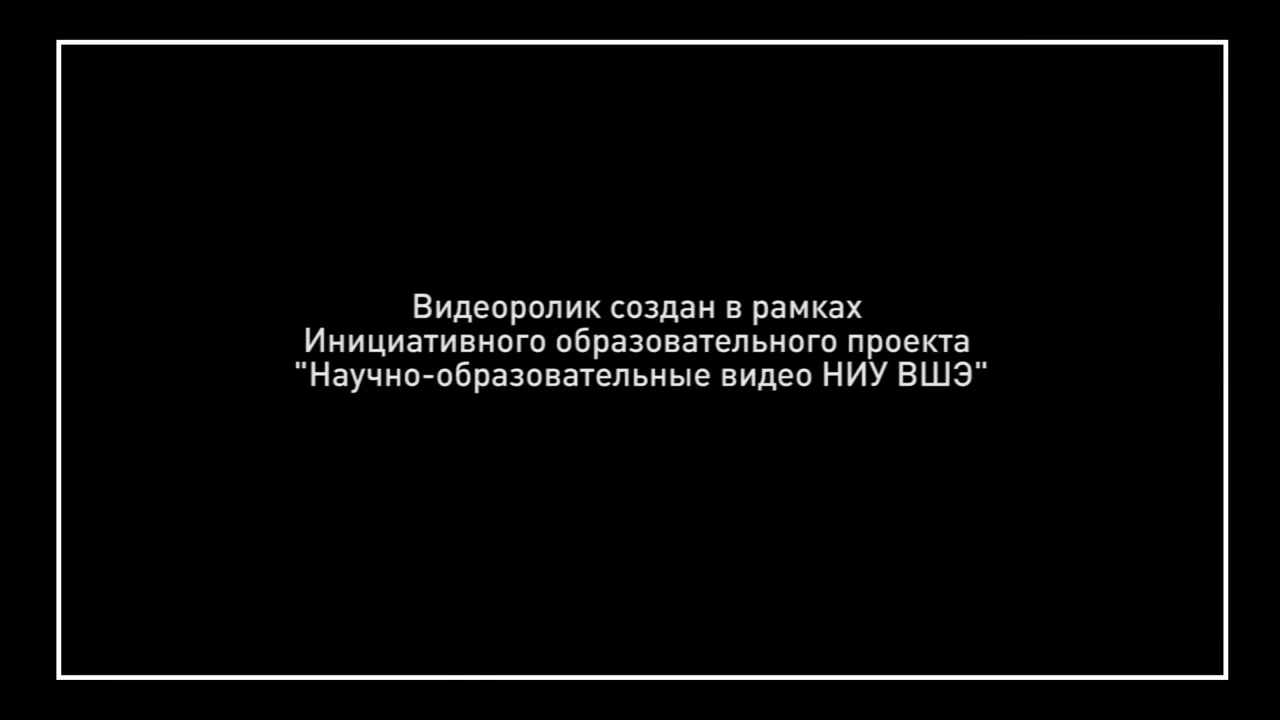 Видеоролик создан в рамках
Инициативного образовательного проекта
"Научно-образовательные видео НИУ ВШЭ"